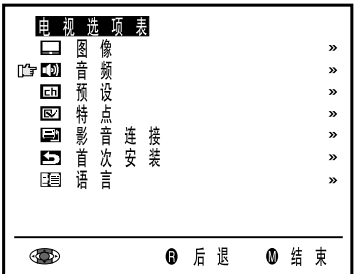 电视选项表
图像 »
音频 »
ch 预设 »
特点 »
影音连接 »
首次安装 »
语言 »
R 后退 M 结束